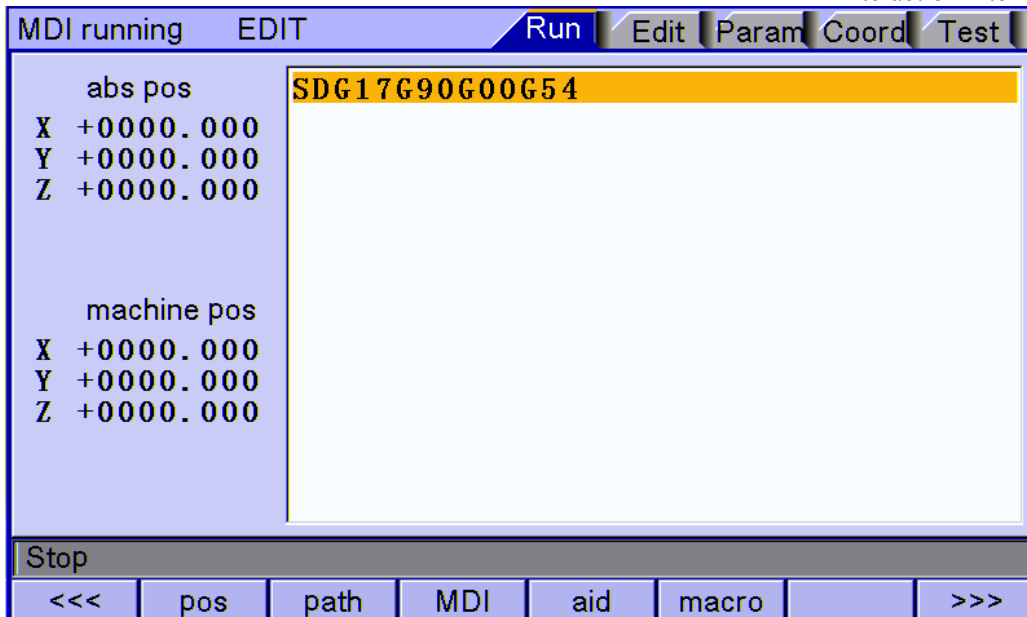 MDI running EDIT Run Edit Param Coord Test
abs pos
X +0000.000
Y +0000.000
Z +0000.000
SDG17G90G00G54
machine pos
X +0000.000
Y +0000.000
Z +0000.000
Stop
<<< pos path MDI aid macro >>>